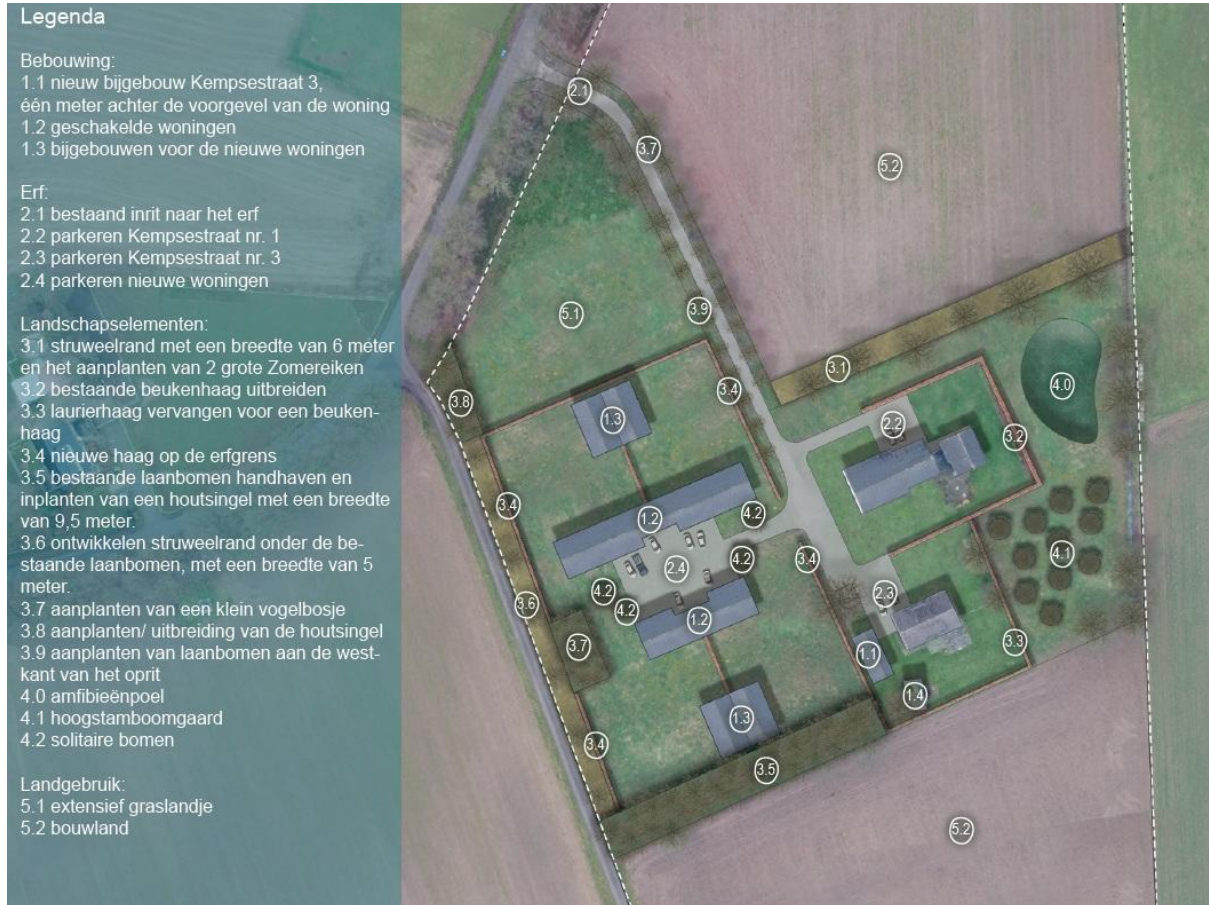 Legenda
Bebouwing:
1.1 nieuw bijgebouw Kempsestraat 3,
één meter achter de voorgevel van de woning
1.2 geschakelde woningen
1.3 bijgebouwen voor de nieuwe woningen
Erf:
2.1 bestaand inrit naar het erf
2.2 parkeren Kempsestraat nr. 1
2.3 parkeren Kempsestraat nr. 3
2.4 parkeren nieuwe woningen
Landschapselementen:
3.1 struweelrand met een breedte van 6 meter
en het aanplanten van 2 grote Zomereiken
3.2 bestaande beukenhaag uitbreiden
3.3 laurierhaag vervangen voor een beuken-
haag
3.4 nieuwe haag op de erfgrens
3.5 bestaande laanbomen handhaven en
inplanten van een houtsingel met een breedte
van 9,5 meter.
3.6 ontwikkelen struweelrand onder de be-
staande laanbomen, met een breedte van 5
meter.
3.7 aanplanten van een klein vogelbosje
3.8 aanplanten/ uitbreiding van de houtsingel
3.9 aanplanten van laanbomen aan de west-
kant van het oprit
4.0 amfibieënpoel
4.1 hoogstamboomgaard
4.2 solitaire bomen
Landgebruik:
5.1 extensief graslandje
5.2 bouwland
2.1
3.7
5.2
5.1
3.9
3.1
4.0
3.8
3.4
1.3
2.2
3.2
3.4
1.2
4.2
2.4
4.2
3.4
4.1
4.2
4.2
3.6
1.2
2.3
3.7
1.1
3.3
1.4
1.3
3.4
3.5
5.2